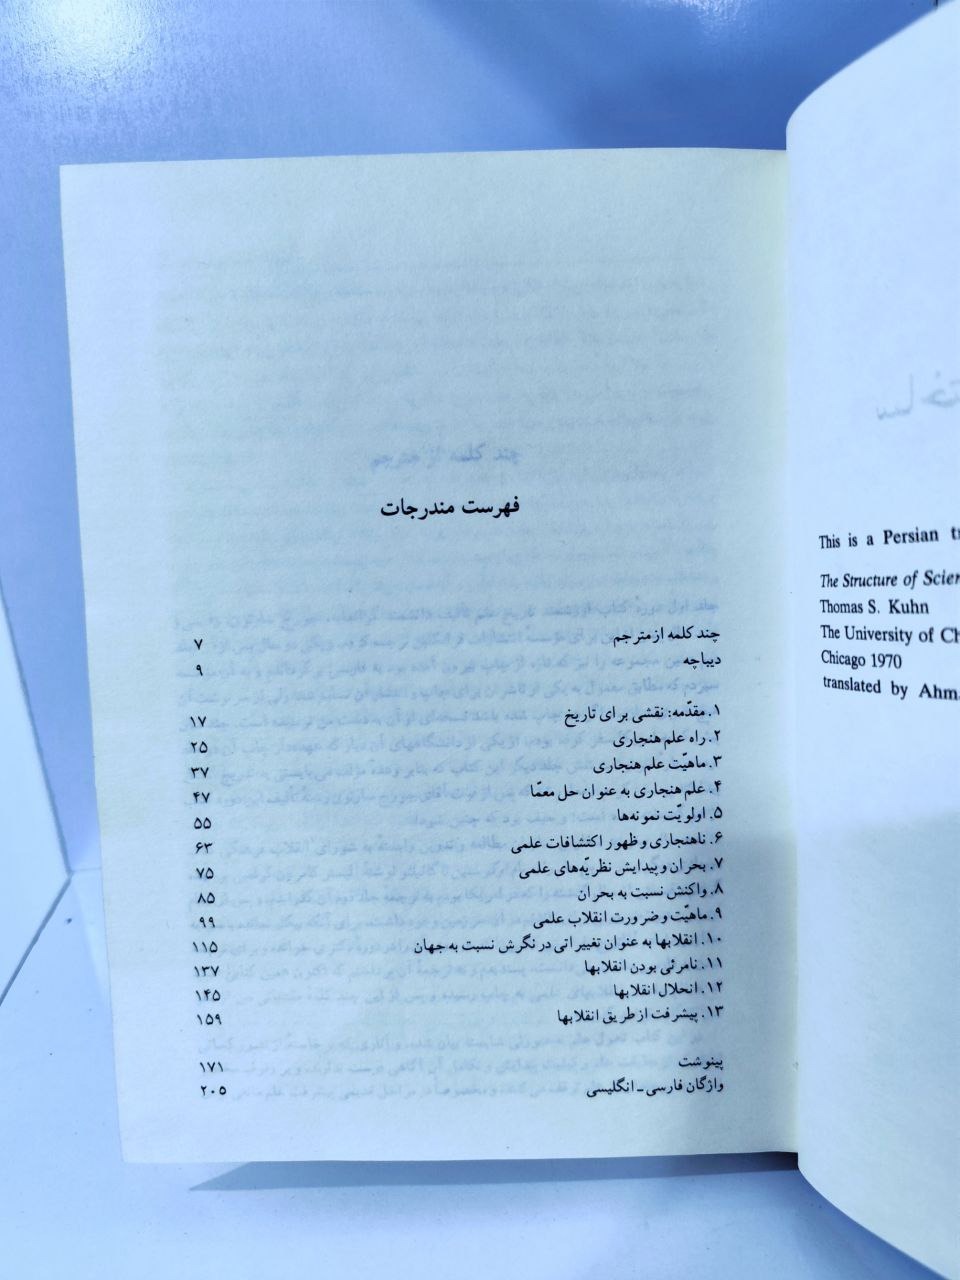 فهرست مندرجات
چند کلمه از مترجم ۷
دیباچه ۹
۱. مقدّمه: نقشی برای تاریخ ۱۷
۲. راه علم هنجاری ۲۵
۳. ماهیّت علم هنجاری ۳۷
۴. علم هنجاری به عنوان حل معمّا ۴۷
۵. اولویّت نمونه‌ها ۵۵
۶. ناهنجاری و ظهور اکتشافات علمی ۶۳
۷. بحران و پیدایش نظریّه‌های علمی ۷۵
۸. واکنش نسبت به بحران ۸۵
۹. ماهیّت و ضرورت انقلاب علمی ۹۹
۱۰. انقلابها به عنوان تغییراتی در نگرش نسبت به جهان ۱۱۵
۱۱. نامرئی بودن انقلابها ۱۳۷
۱۲. انحلال انقلابها ۱۴۵
۱۳. پیشرفت از طریق انقلابها ۱۵۹
پینوشت ۱۷۱
واژگان فارسی ـ انگلیسی ۲۰۵
This is a Persian
The Structure of
Thomas S. Kuhn
The University of
Chicago 1970
translated by